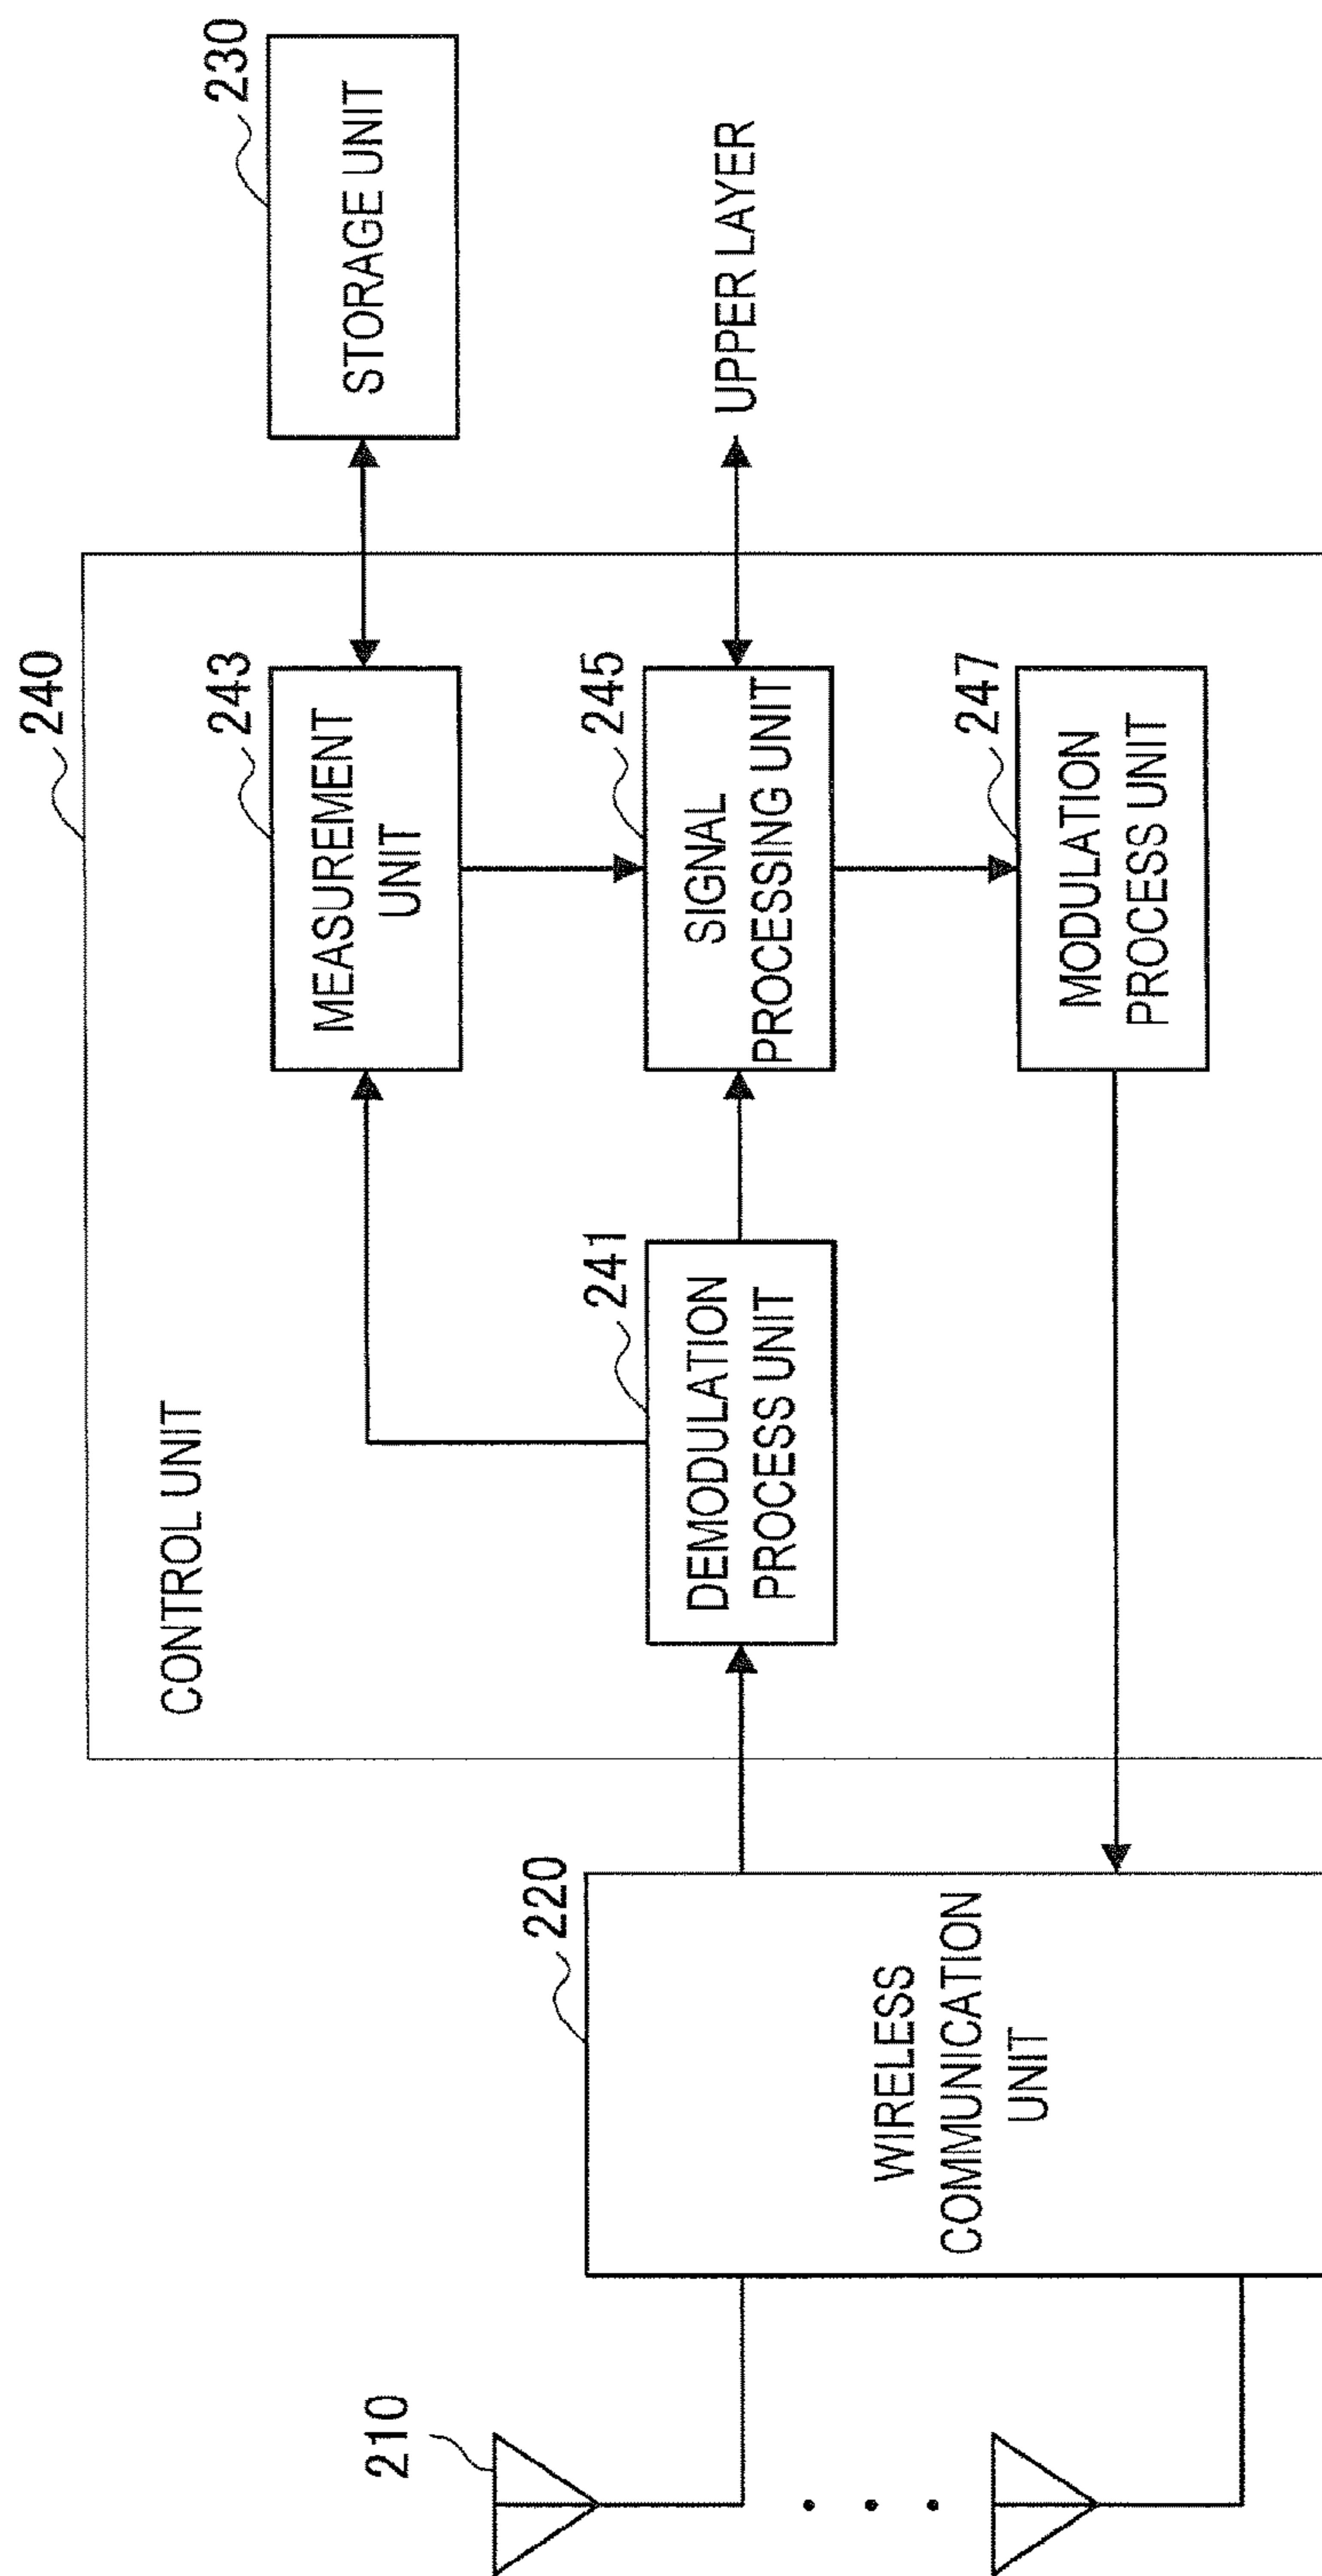 240
CONTROL UNIT
243
MEASUREMENT
UNIT
230
STORAGE UNIT
210
220
WIRELESS
COMMUNICATION
UNIT
241
DEMODULATION
PROCESS UNIT
245
SIGNAL
PROCESSING UNIT
UPPER LAYER
247
MODULATION
PROCESS UNIT